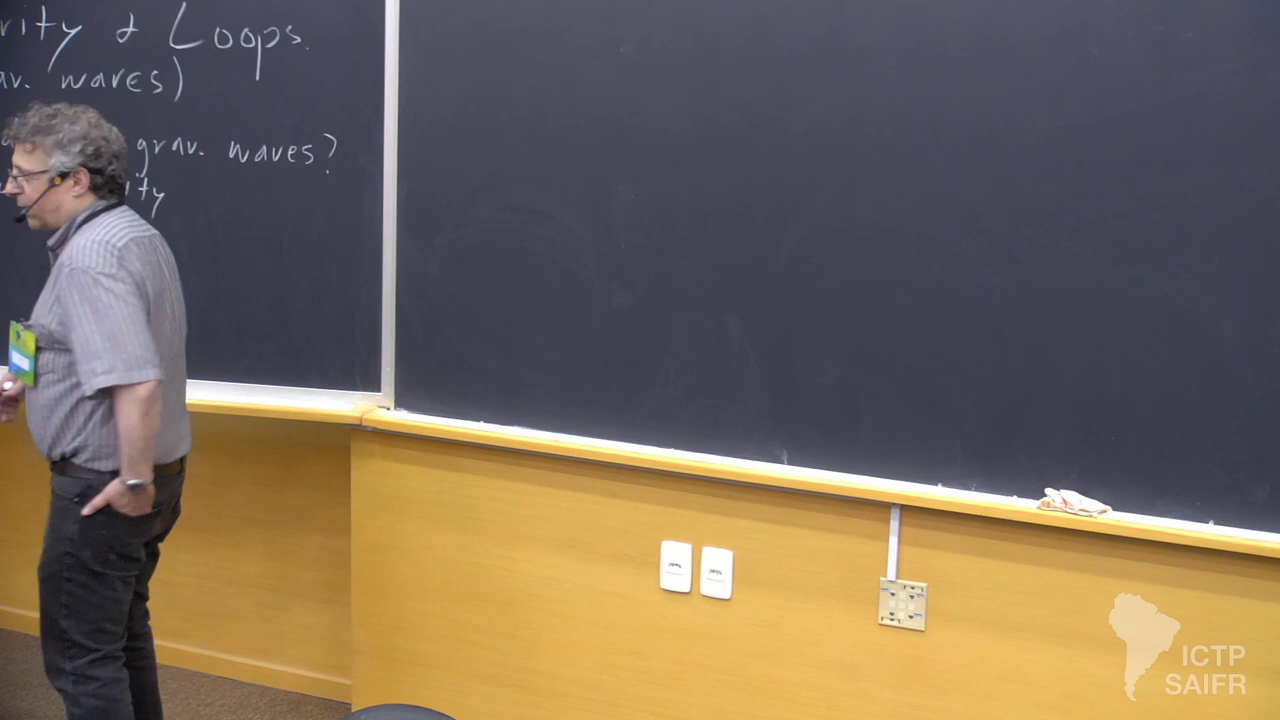 rity & Loops.
av. waves)
grav. waves?
ity
ICTP
SAIFR